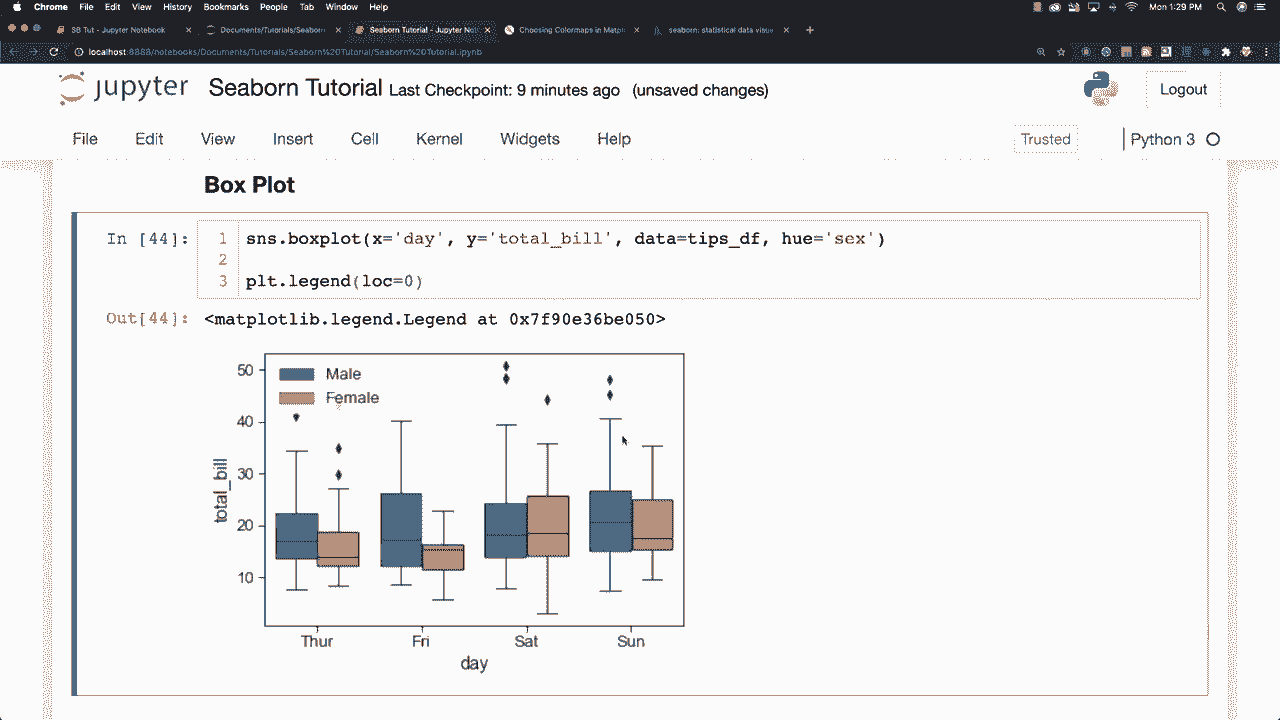 Chrome File Edit View History Bookmarks People Tab Window Help Mon 1:29 PM
SB Tut - Jupyter Notebook Documents/Tutorials/Seaborn Seaborn Tutorial - Jupyter Not Choosing Colormaps in Matpl seaborn: statistical data visua
localhost:8888/notebooks/Documents/Tutorials/Seaborn%20Tutorial/Seaborn%20Tutorial.ipynb
jupyter Seaborn Tutorial Last Checkpoint: 9 minutes ago (unsaved changes) Logout
File Edit View Insert Cell Kernel Widgets Help Trusted Python 3
Box Plot
In [44]: 1 sns.boxplot(x='day', y='total_bill', data=tips_df, hue='sex')
2
3 plt.legend(loc=0)
Out[44]: <matplotlib.legend.Legend at 0x7f90e36be050>
50
Male
Female
40
30
20
10
total_bill
Thur Fri Sat Sun
day